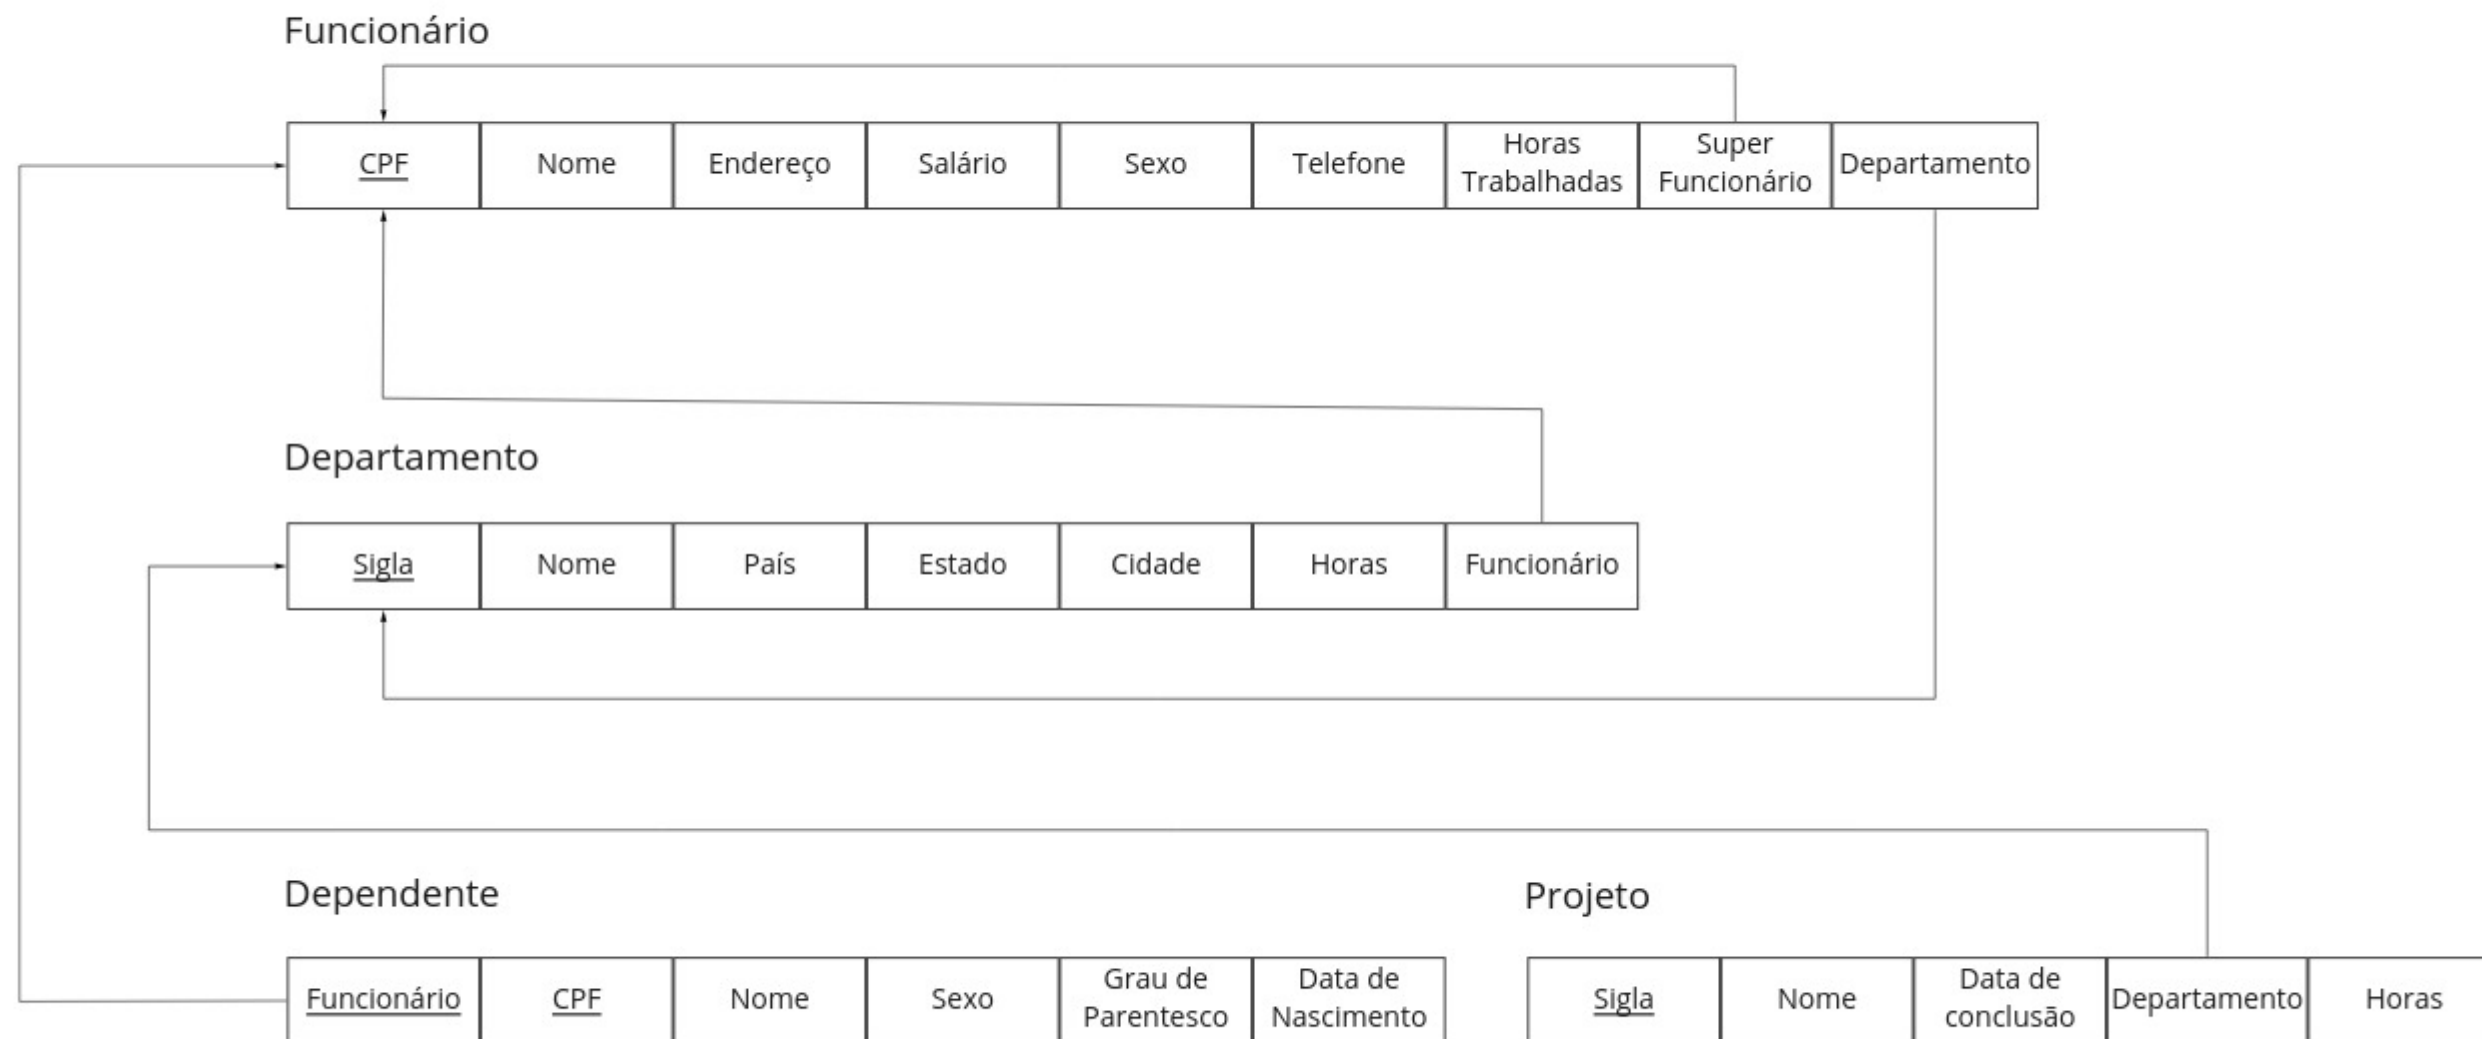 Funcionário
CPF
Nome
Endereço
Salário
Sexo
Telefone
Horas
Trabalhadas
Super
Funcionário
Departamento
Departamento
Sigla
Nome
País
Estado
Cidade
Horas
Funcionário
Dependente
Funcionário
CPF
Nome
Sexo
Grau de
Parentesco
Data de
Nascimento
Projeto
Sigla
Nome
Data de
conclusão
Departamento
Horas